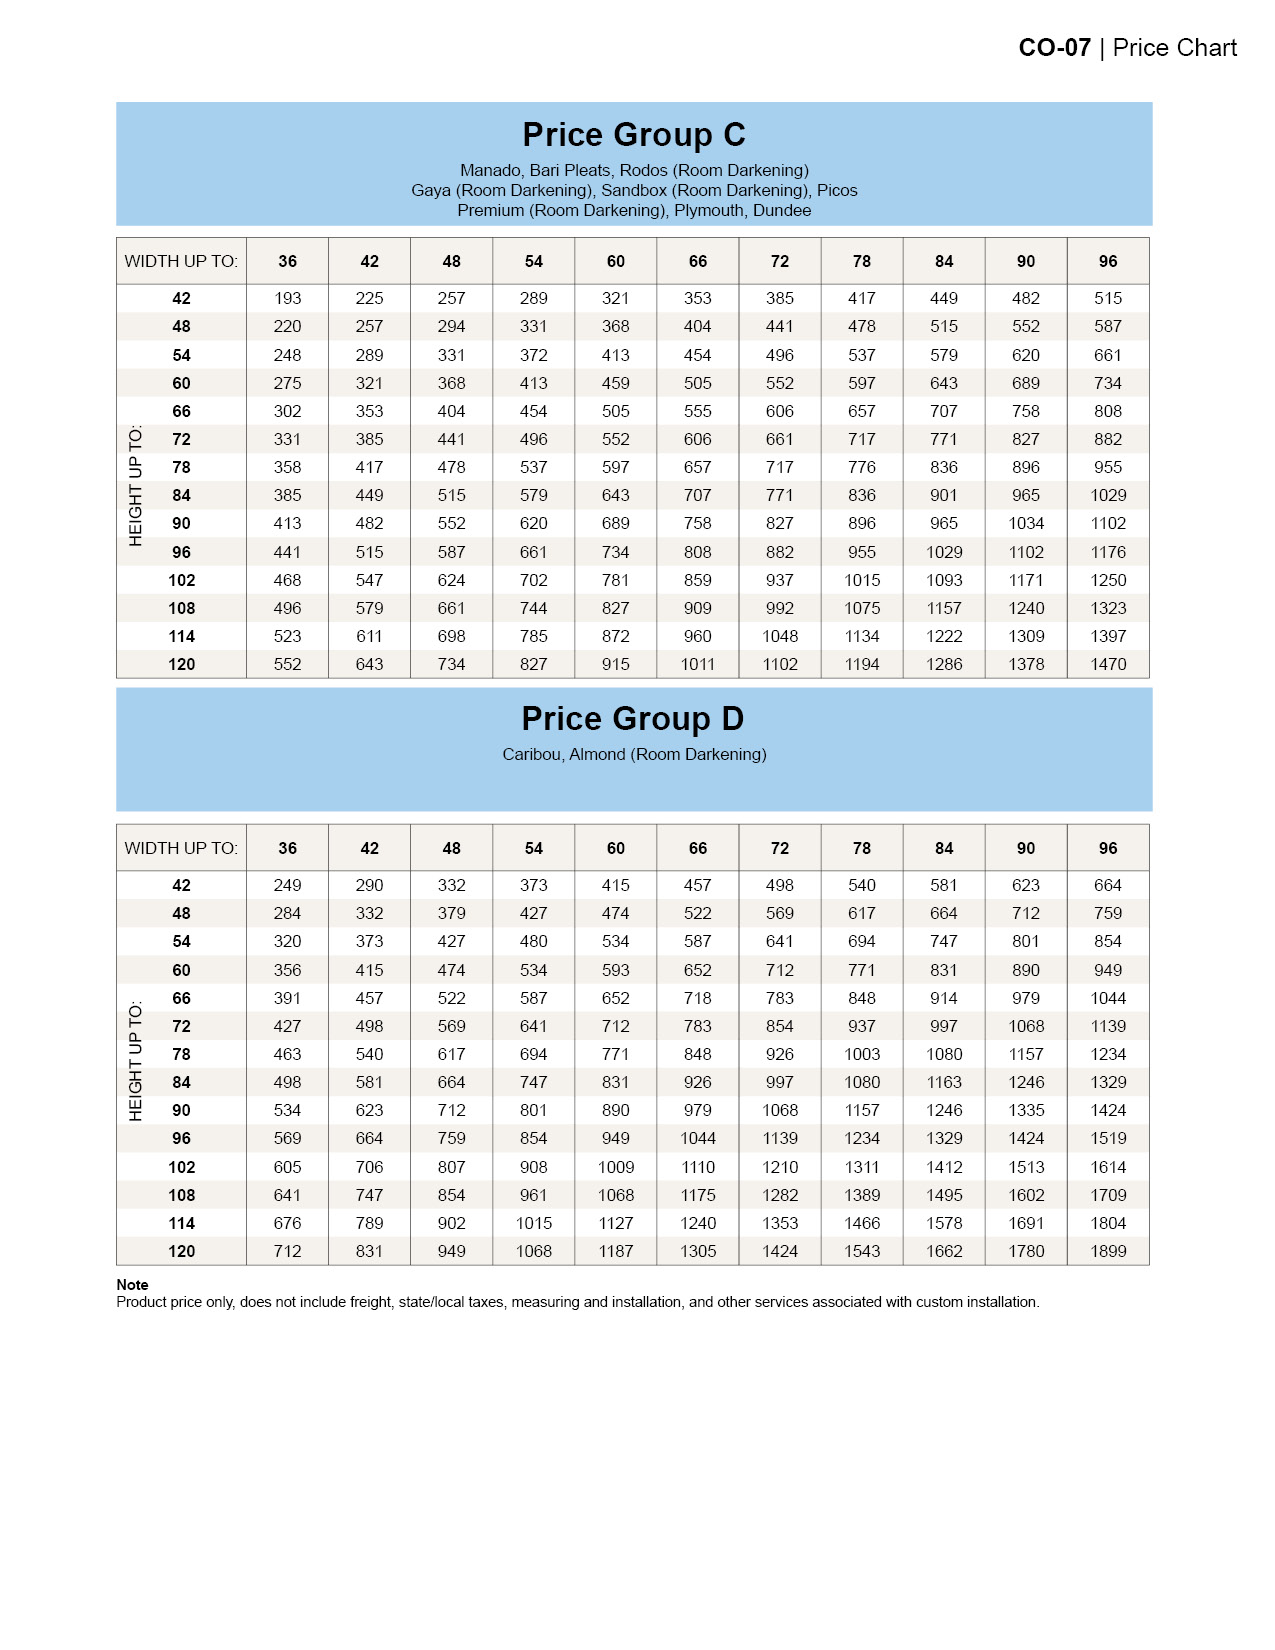 CO-07 | Price Chart
Price Group C
Manado, Bari Pleats, Rodos (Room Darkening)
Gaya (Room Darkening), Sandbox (Room Darkening), Picos
Premium (Room Darkening), Plymouth, Dundee
WIDTH UP TO: 36 42 48 54 60 66 72 78 84 90 96
HEIGHT UP TO:
42 193 225 257 289 321 353 385 417 449 482 515
48 220 257 294 331 368 404 441 478 515 552 587
54 248 289 331 372 413 454 496 537 579 620 661
60 275 321 368 413 459 505 552 597 643 689 734
66 302 353 404 454 505 555 606 657 707 758 808
72 331 385 441 496 552 606 661 717 771 827 882
78 358 417 478 537 597 657 717 776 836 896 955
84 385 449 515 579 643 707 771 836 901 965 1029
90 413 482 552 620 689 758 827 896 965 1034 1102
96 441 515 587 661 734 808 882 955 1029 1102 1176
102 468 547 624 702 781 859 937 1015 1093 1171 1250
108 496 579 661 744 827 909 992 1075 1157 1240 1323
114 523 611 698 785 872 960 1048 1134 1222 1309 1397
120 552 643 734 827 915 1011 1102 1194 1286 1378 1470
Price Group D
Caribou, Almond (Room Darkening)
WIDTH UP TO: 36 42 48 54 60 66 72 78 84 90 96
HEIGHT UP TO:
42 249 290 332 373 415 457 498 540 581 623 664
48 284 332 379 427 474 522 569 617 664 712 759
54 320 373 427 480 534 587 641 694 747 801 854
60 356 415 474 534 593 652 712 771 831 890 949
66 391 457 522 587 652 718 783 848 914 979 1044
72 427 498 569 641 712 783 854 937 997 1068 1139
78 463 540 617 694 771 848 926 1003 1080 1157 1234
84 498 581 664 747 831 926 997 1080 1163 1246 1329
90 534 623 712 801 890 979 1068 1157 1246 1335 1424
96 569 664 759 854 949 1044 1139 1234 1329 1424 1519
102 605 706 807 908 1009 1110 1210 1311 1412 1513 1614
108 641 747 854 961 1068 1175 1282 1389 1495 1602 1709
114 676 789 902 1015 1127 1240 1353 1466 1578 1691 1804
120 712 831 949 1068 1187 1305 1424 1543 1662 1780 1899
Note
Product price only, does not include freight, state/local taxes, measuring and installation, and other services associated with custom installation.